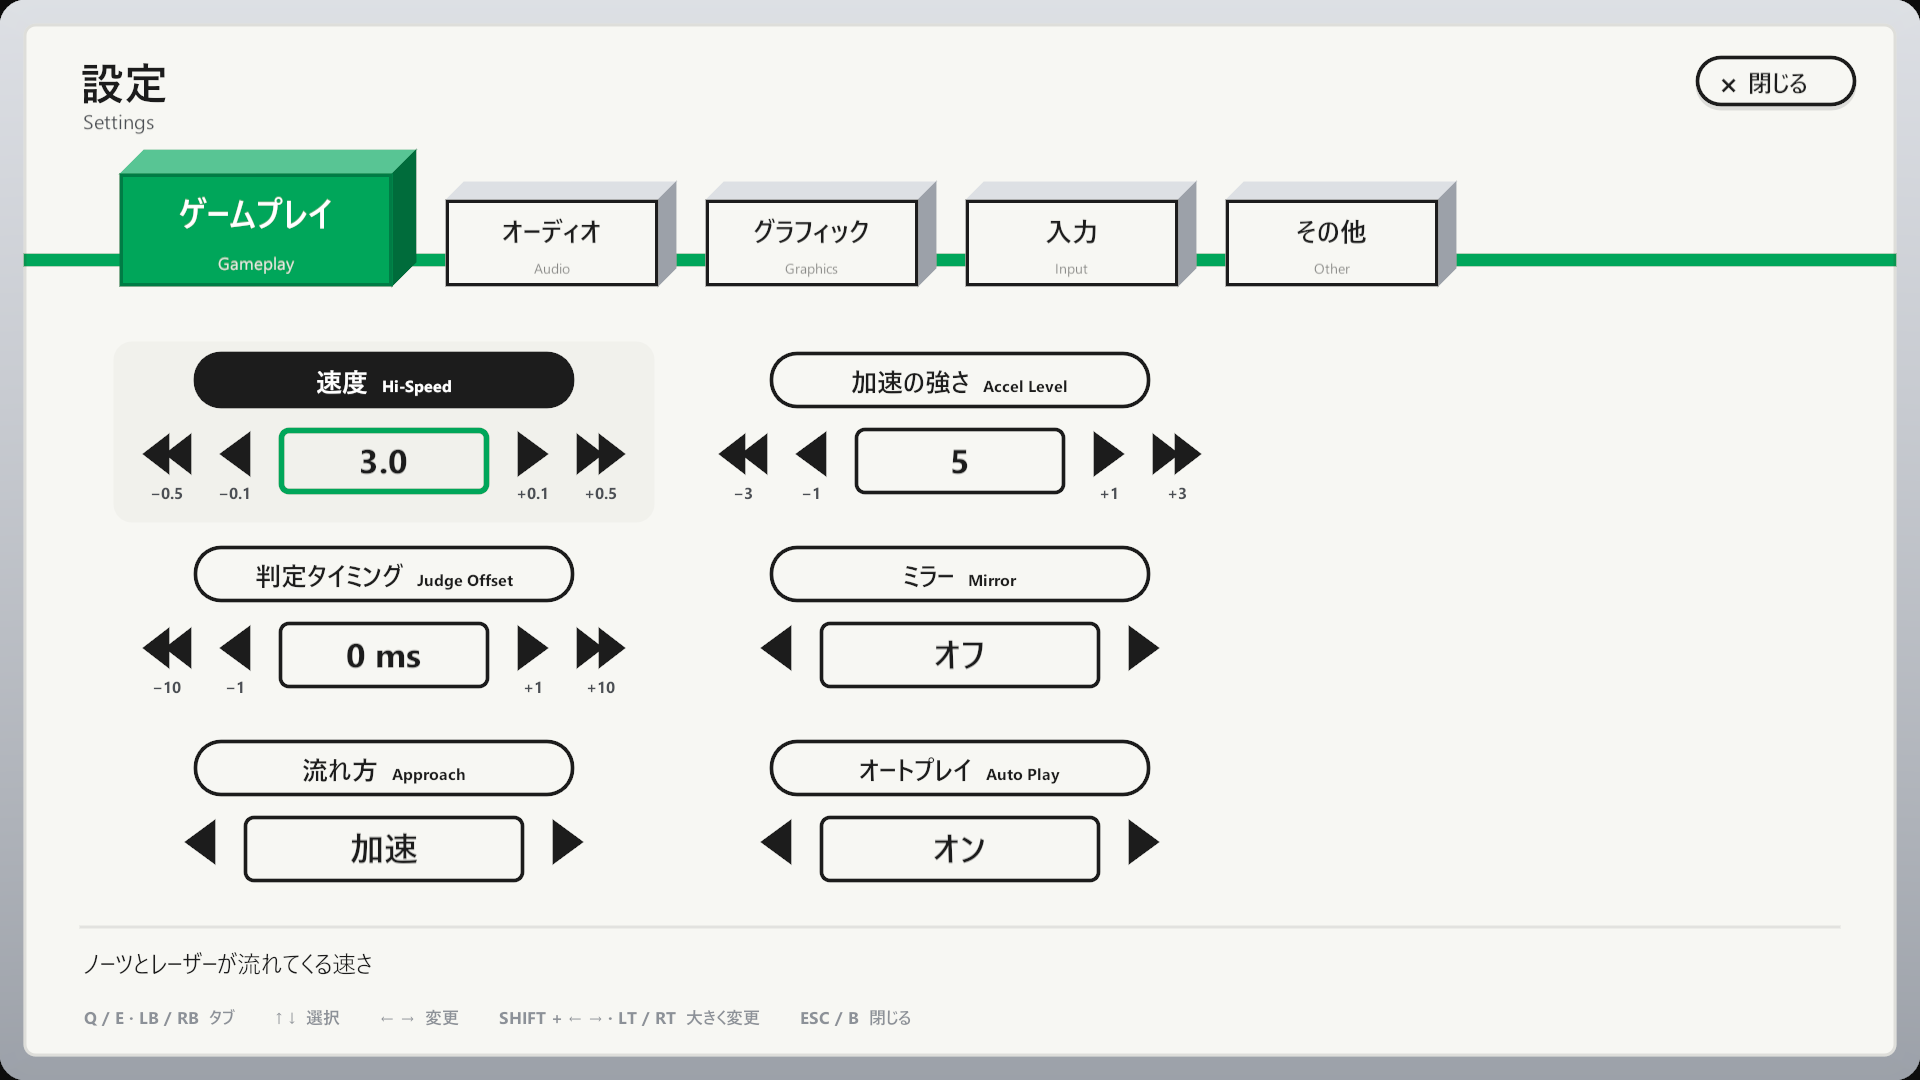 設定
Settings
× 閉じる
ゲームプレイ
Gameplay
オーディオ
Audio
グラフィック
Graphics
入力
Input
その他
Other
速度 Hi-Speed
3.0
−0.5 −0.1 +0.1 +0.5
加速の強さ Accel Level
5
−3 −1 +1 +3
判定タイミング Judge Offset
0 ms
−10 −1 +1 +10
ミラー Mirror
オフ
流れ方 Approach
加速
オートプレイ Auto Play
オン
ノーツとレーザーが流れてくる速さ
Q / E · LB / RB タブ ↑ ↓ 選択 ← → 変更 SHIFT + ← → · LT / RT 大きく変更 ESC / B 閉じる